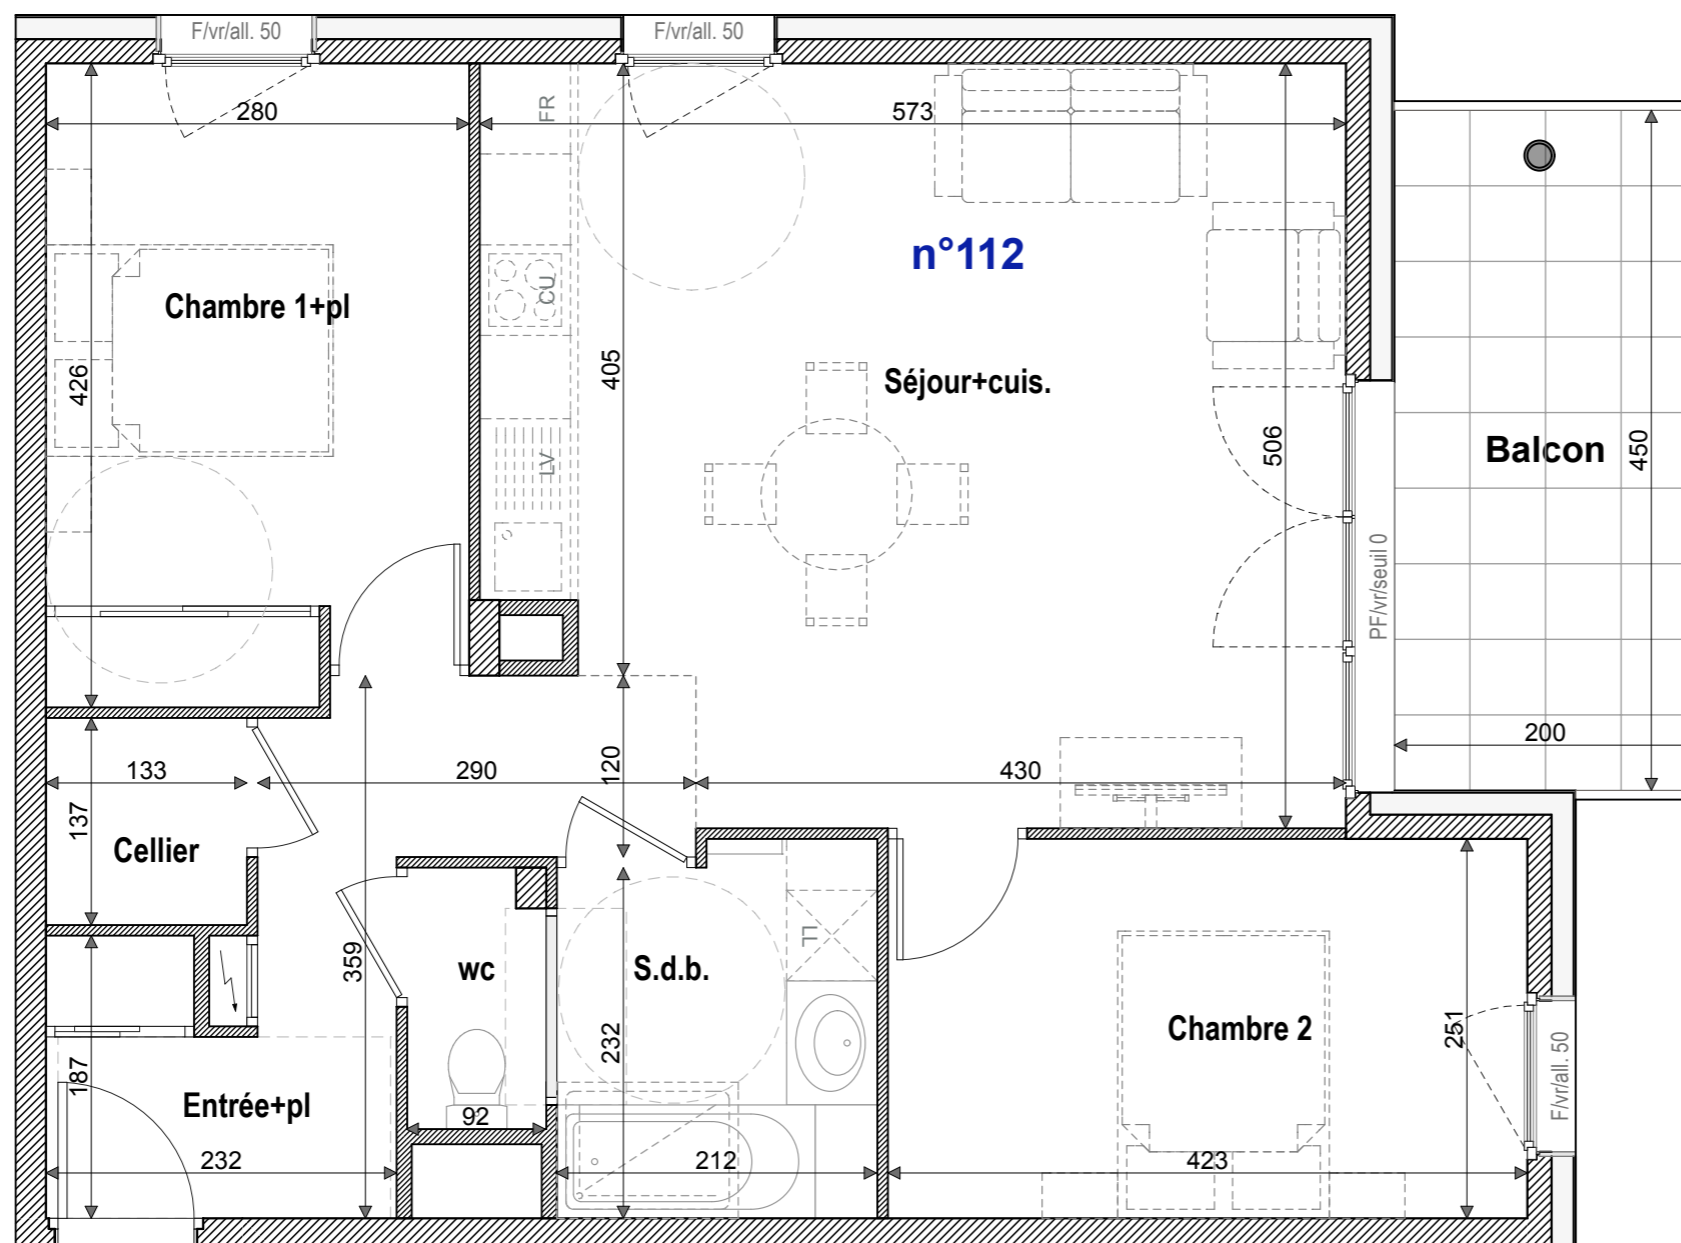 F/vr/all. 50
F/vr/all. 50
280
FR
573
n°112
CU
Chambre 1+pl
426
405
Séjour+cuis.
506
Balcon
450
LV
PF/vr/seuil 0
200
133
290
120
430
137
Cellier
359
wc
S.d.b.
LL
232
Chambre 2
251
F/vr/all. 50
187
Entrée+pl
92
232
212
423